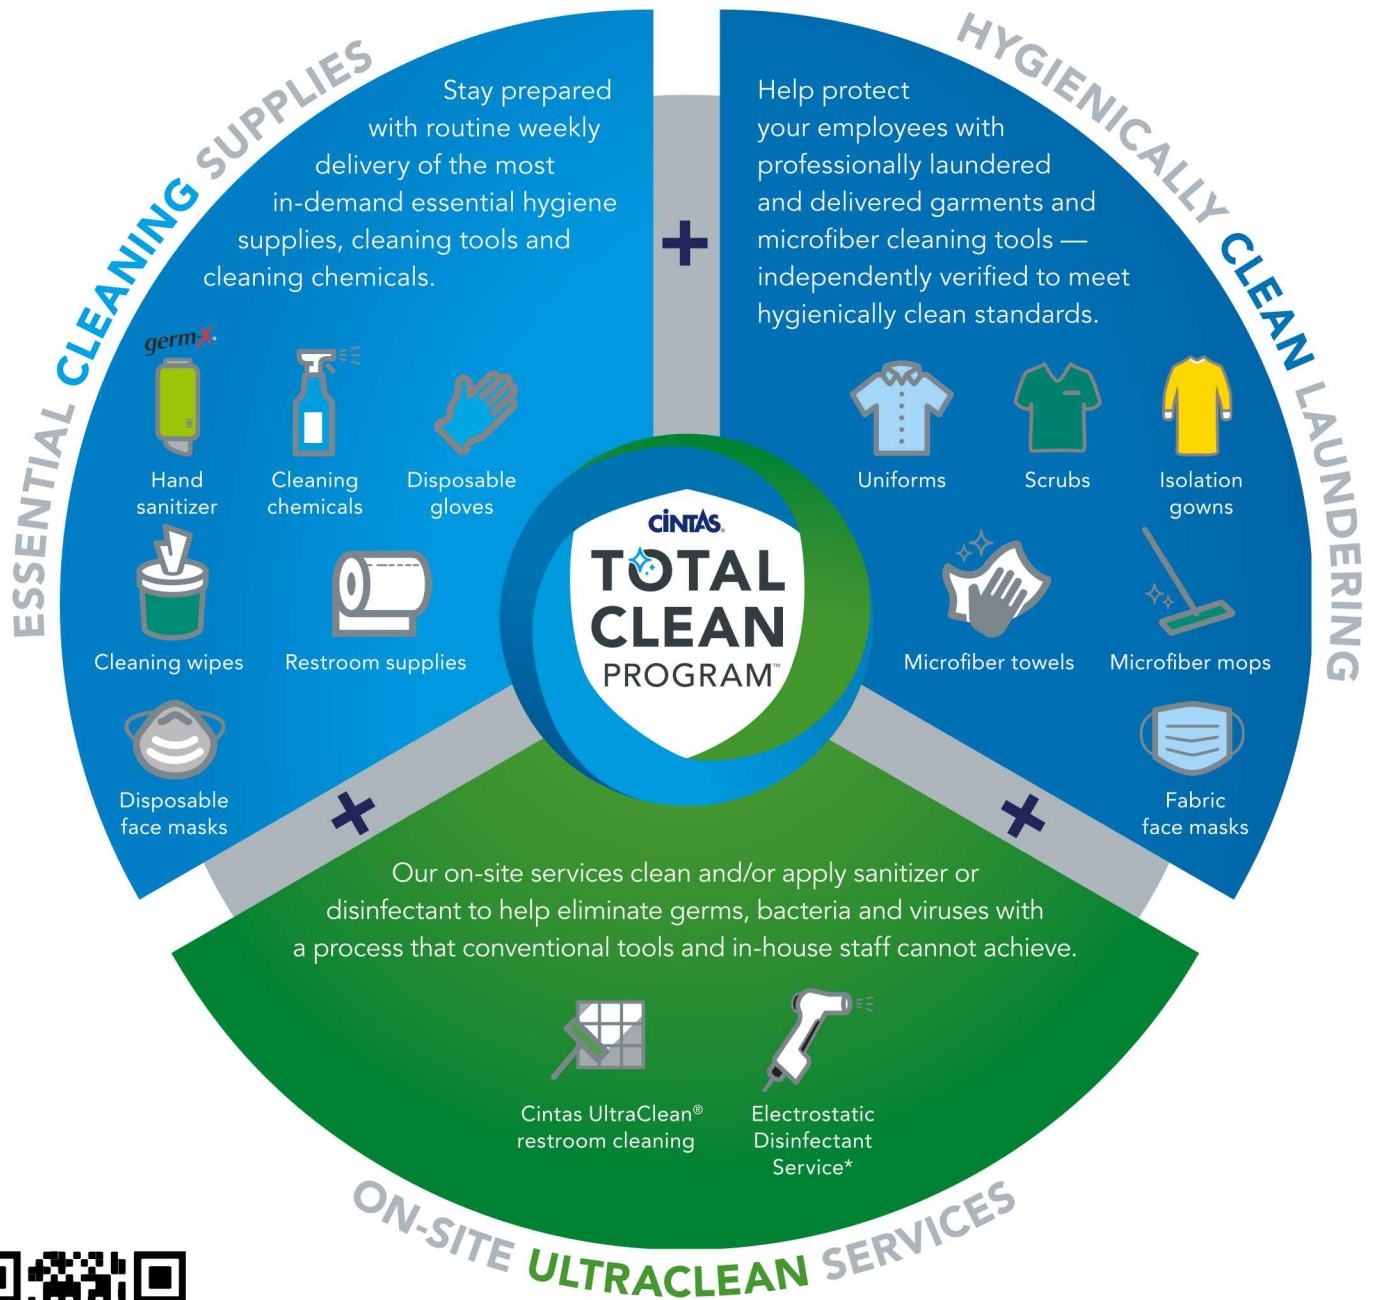 ESSENTIAL CLEANING SUPPLIES
Stay prepared
with routine weekly
delivery of the most
in-demand essential hygiene
supplies, cleaning tools and
cleaning chemicals.
germ-X®
Hand
sanitizer
Cleaning
chemicals
Disposable
gloves
Cleaning wipes
Restroom supplies
Disposable
face masks
HYGIENICALLY CLEAN LAUNDERING
Help protect
your employees with
professionally laundered
and delivered garments and
microfiber cleaning tools —
independently verified to meet
hygienically clean standards.
Uniforms
Scrubs
Isolation
gowns
Microfiber towels
Microfiber mops
Fabric
face masks
CINTAS®
TOTAL
CLEAN
PROGRAM™
Our on-site services clean and/or apply sanitizer or
disinfectant to help eliminate germs, bacteria and viruses with
a process that conventional tools and in-house staff cannot achieve.
Cintas UltraClean®
restroom cleaning
Electrostatic
Disinfectant
Service*
ON-SITE ULTRACLEAN SERVICES